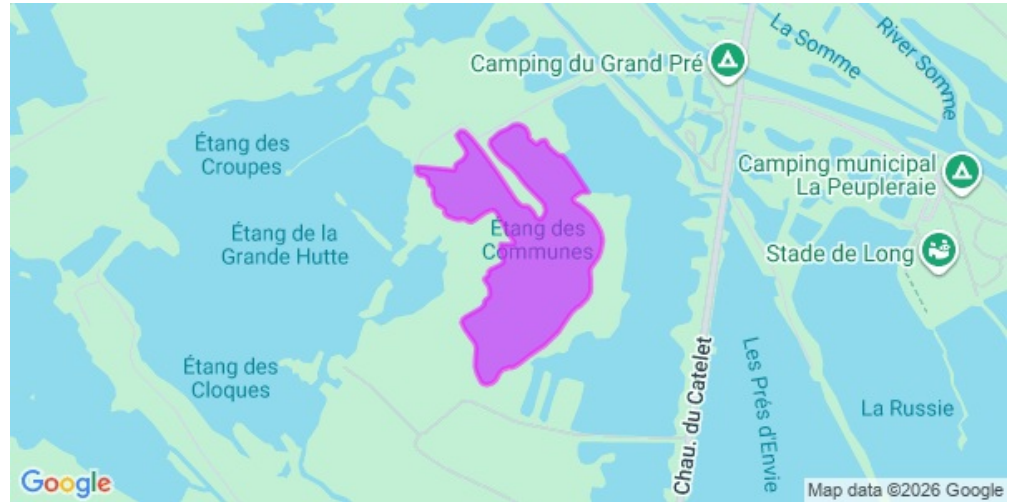 Camping du Grand Pré
La Somme
River Somme
Étang des
Croupes
Camping municipal
La Peupleraie
Étang de la
Grande Hutte
Étang des
Communes
Stade de Long
Étang des
Cloques
Chau. du Catelet
Les Prés d'Envie
La Russie
Google
Map data ©2026 Google